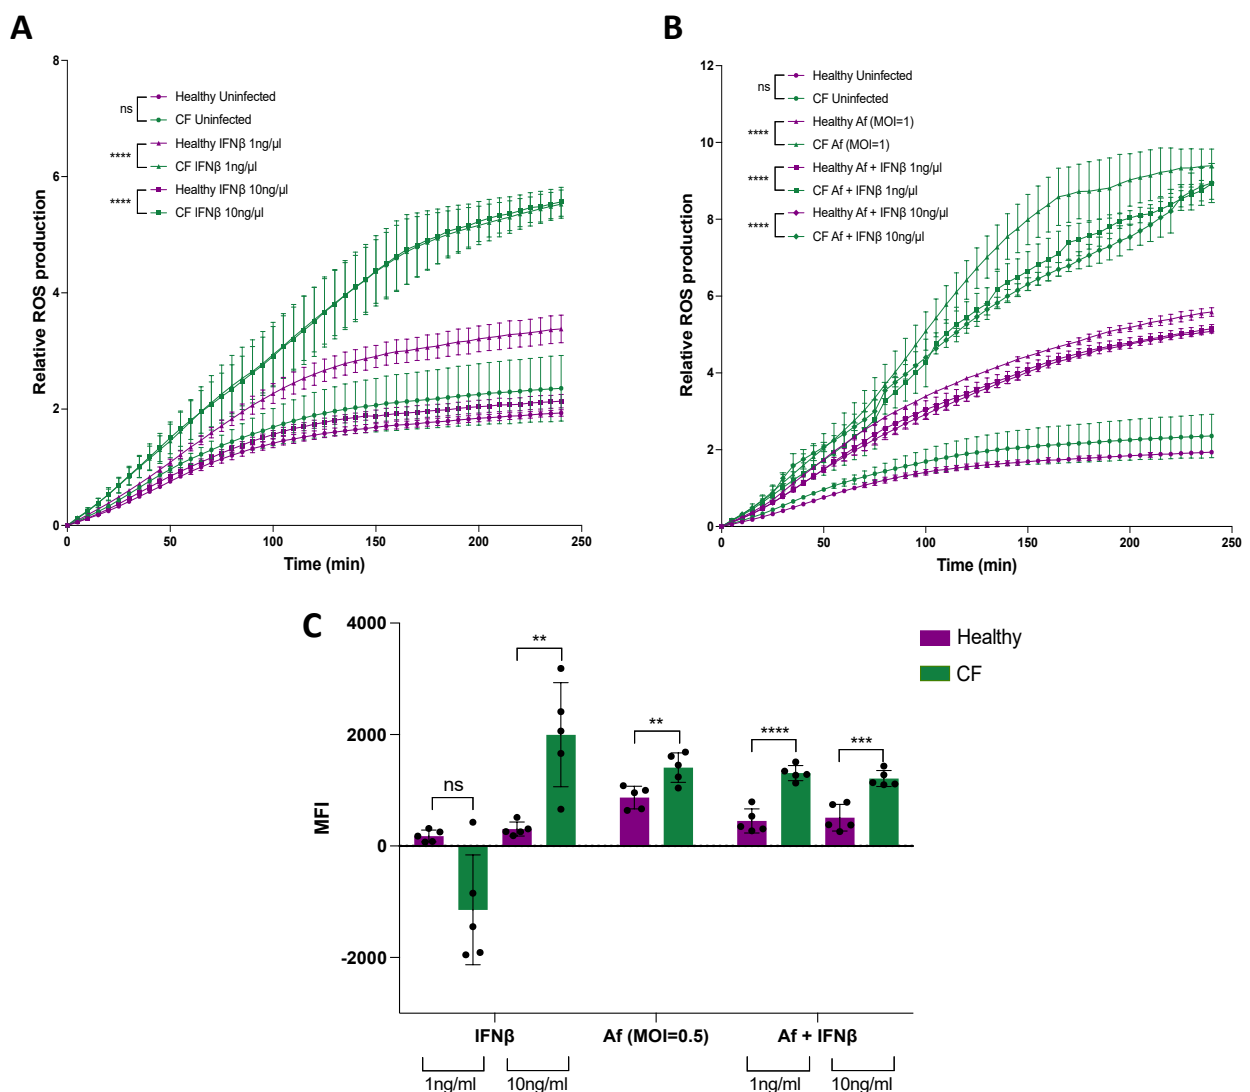 A
8
6
4
2
0
Relative ROS production
ns
Healthy Uninfected
CF Uninfected
****
Healthy IFNβ 1ng/µl
CF IFNβ 1ng/µl
****
Healthy IFNβ 10ng/µl
CF IFNβ 10ng/µl
0 50 100 150 200 250
Time (min)
B
12
10
8
6
4
2
0
Relative ROS production
ns
Healthy Uninfected
CF Uninfected
****
Healthy Af (MOI=1)
CF Af (MOI=1)
****
Healthy Af + IFNβ 1ng/µl
CF Af + IFNβ 1ng/µl
****
Healthy Af + IFNβ 10ng/µl
CF Af + IFNβ 10ng/µl
0 50 100 150 200 250
Time (min)
C
4000
2000
0
-2000
MFI
ns ** ** **** ***
Healthy
CF
IFNβ Af (MOI=0.5) Af + IFNβ
1ng/ml 10ng/ml 1ng/ml 10ng/ml